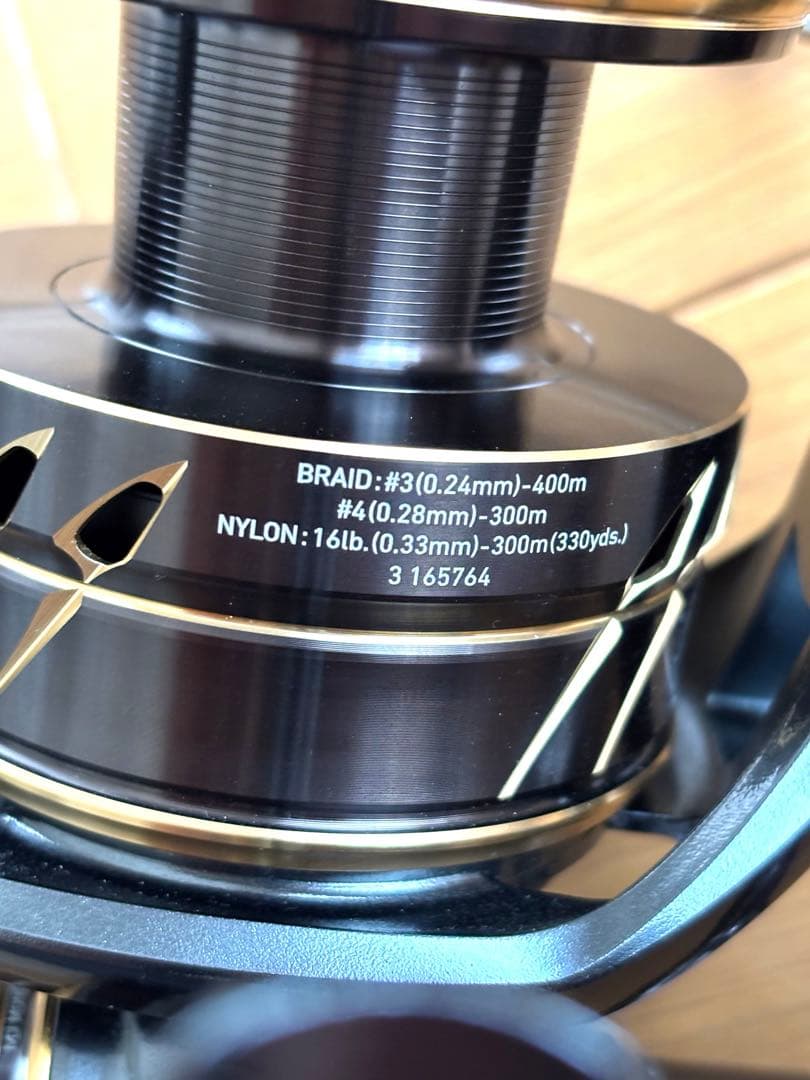 BRAID:#3(0.24mm)-400m
#4(0.28mm)-300m
NYLON:16lb.(0.33mm)-300m(330yds.)
3 165764